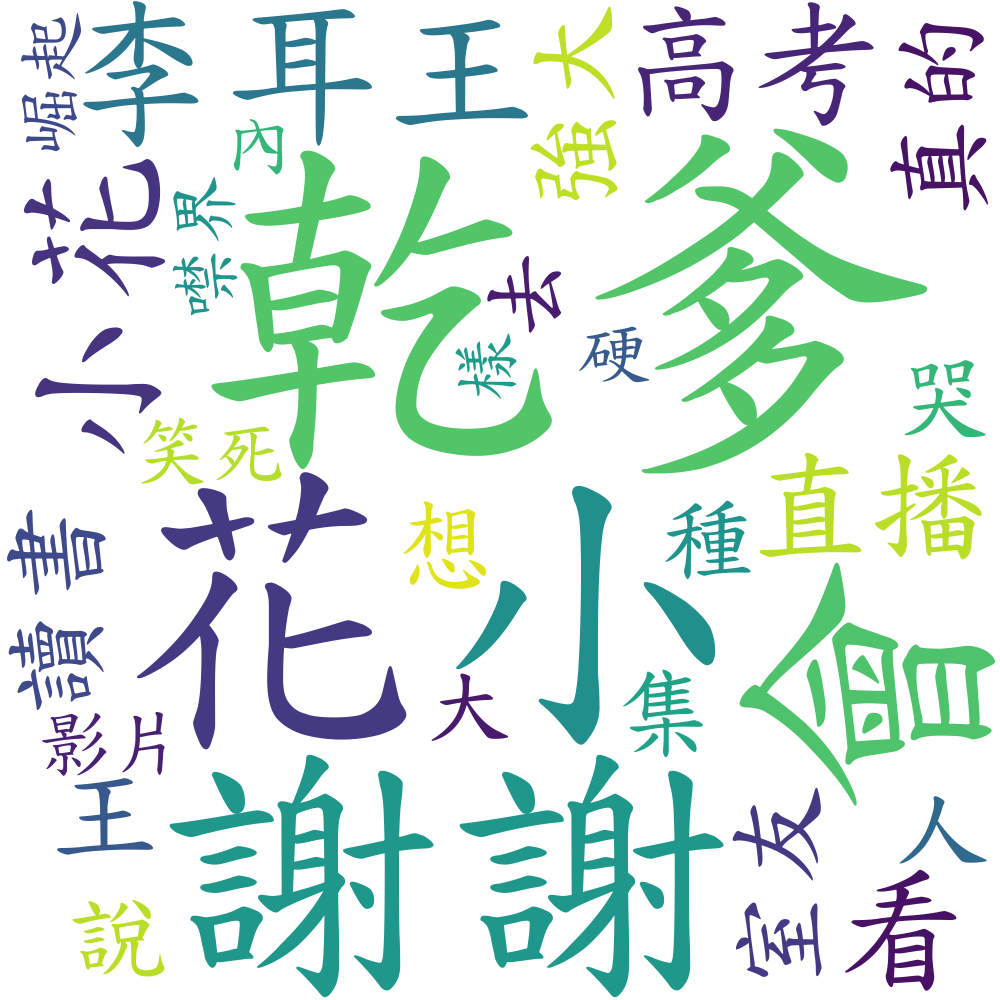 崛起
李耳王
高考
真的
強大
內
小花
噤界
乾爹
去
樣
硬
哭
笑死
讀書
花
想
小
種
直播
會
影片
大
集
王
謝謝
室友
人
說
看